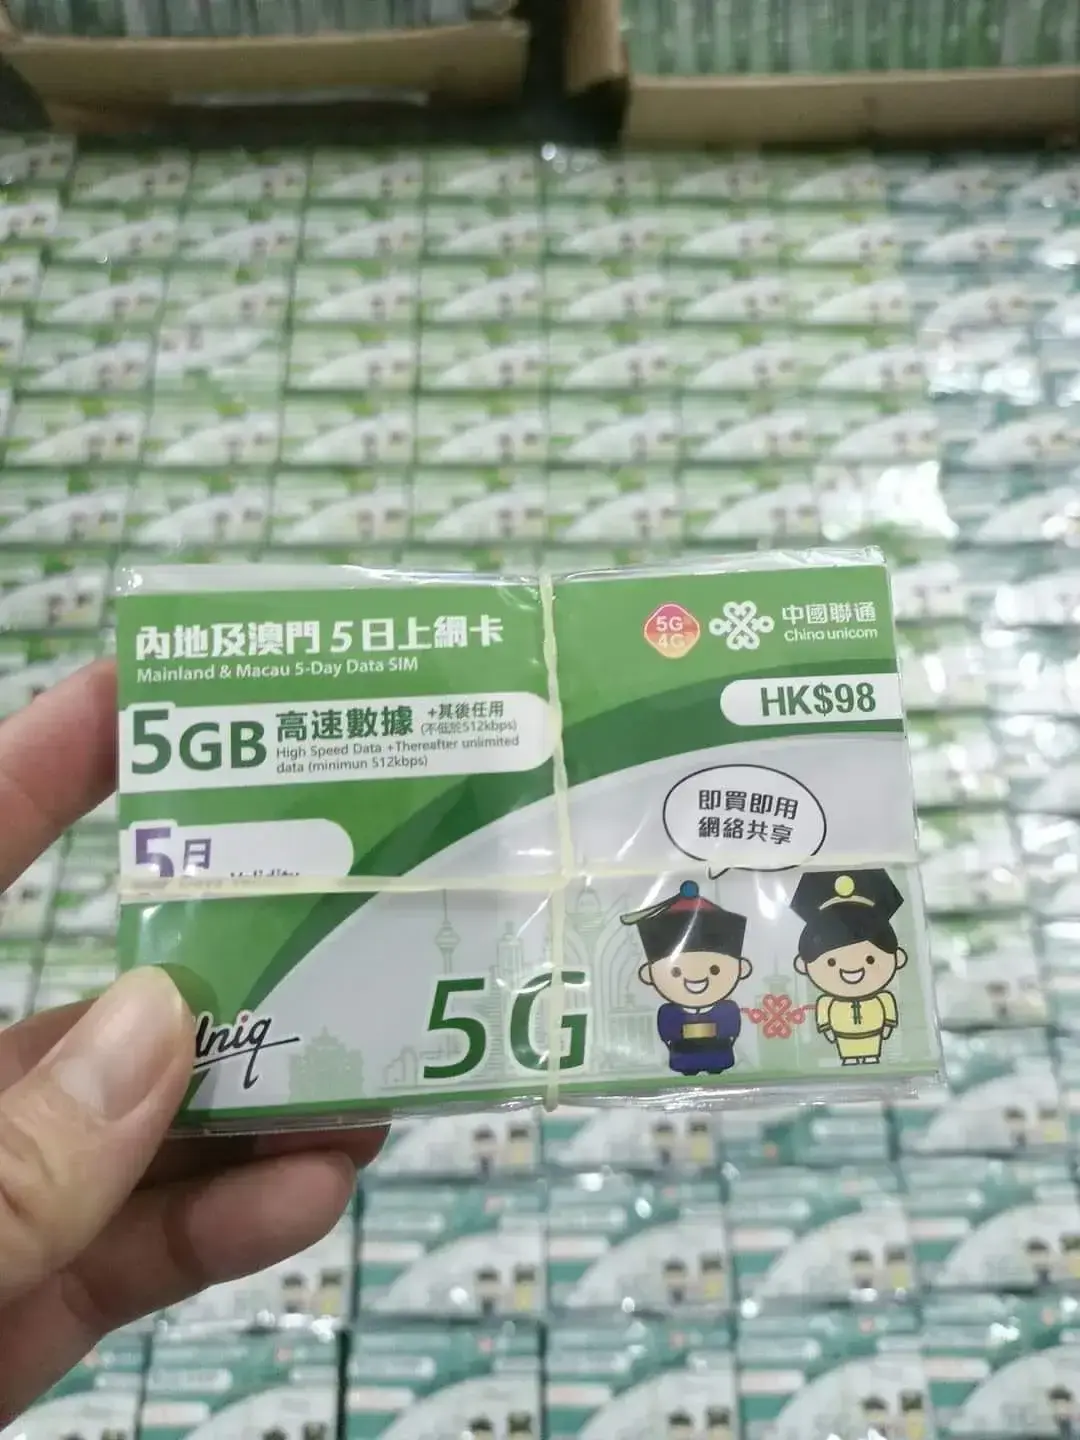 內地及澳門 5 日上網卡
Mainland & Macau 5-Day Data SIM
5G
4G
中國聯通
China unicom
HK$98
5GB 高速數據 +其後任用
(不低於512kbps)
High Speed Data +Thereafter unlimited
data (minimun 512kbps)
即買即用
網絡共享
5
Validity
5G